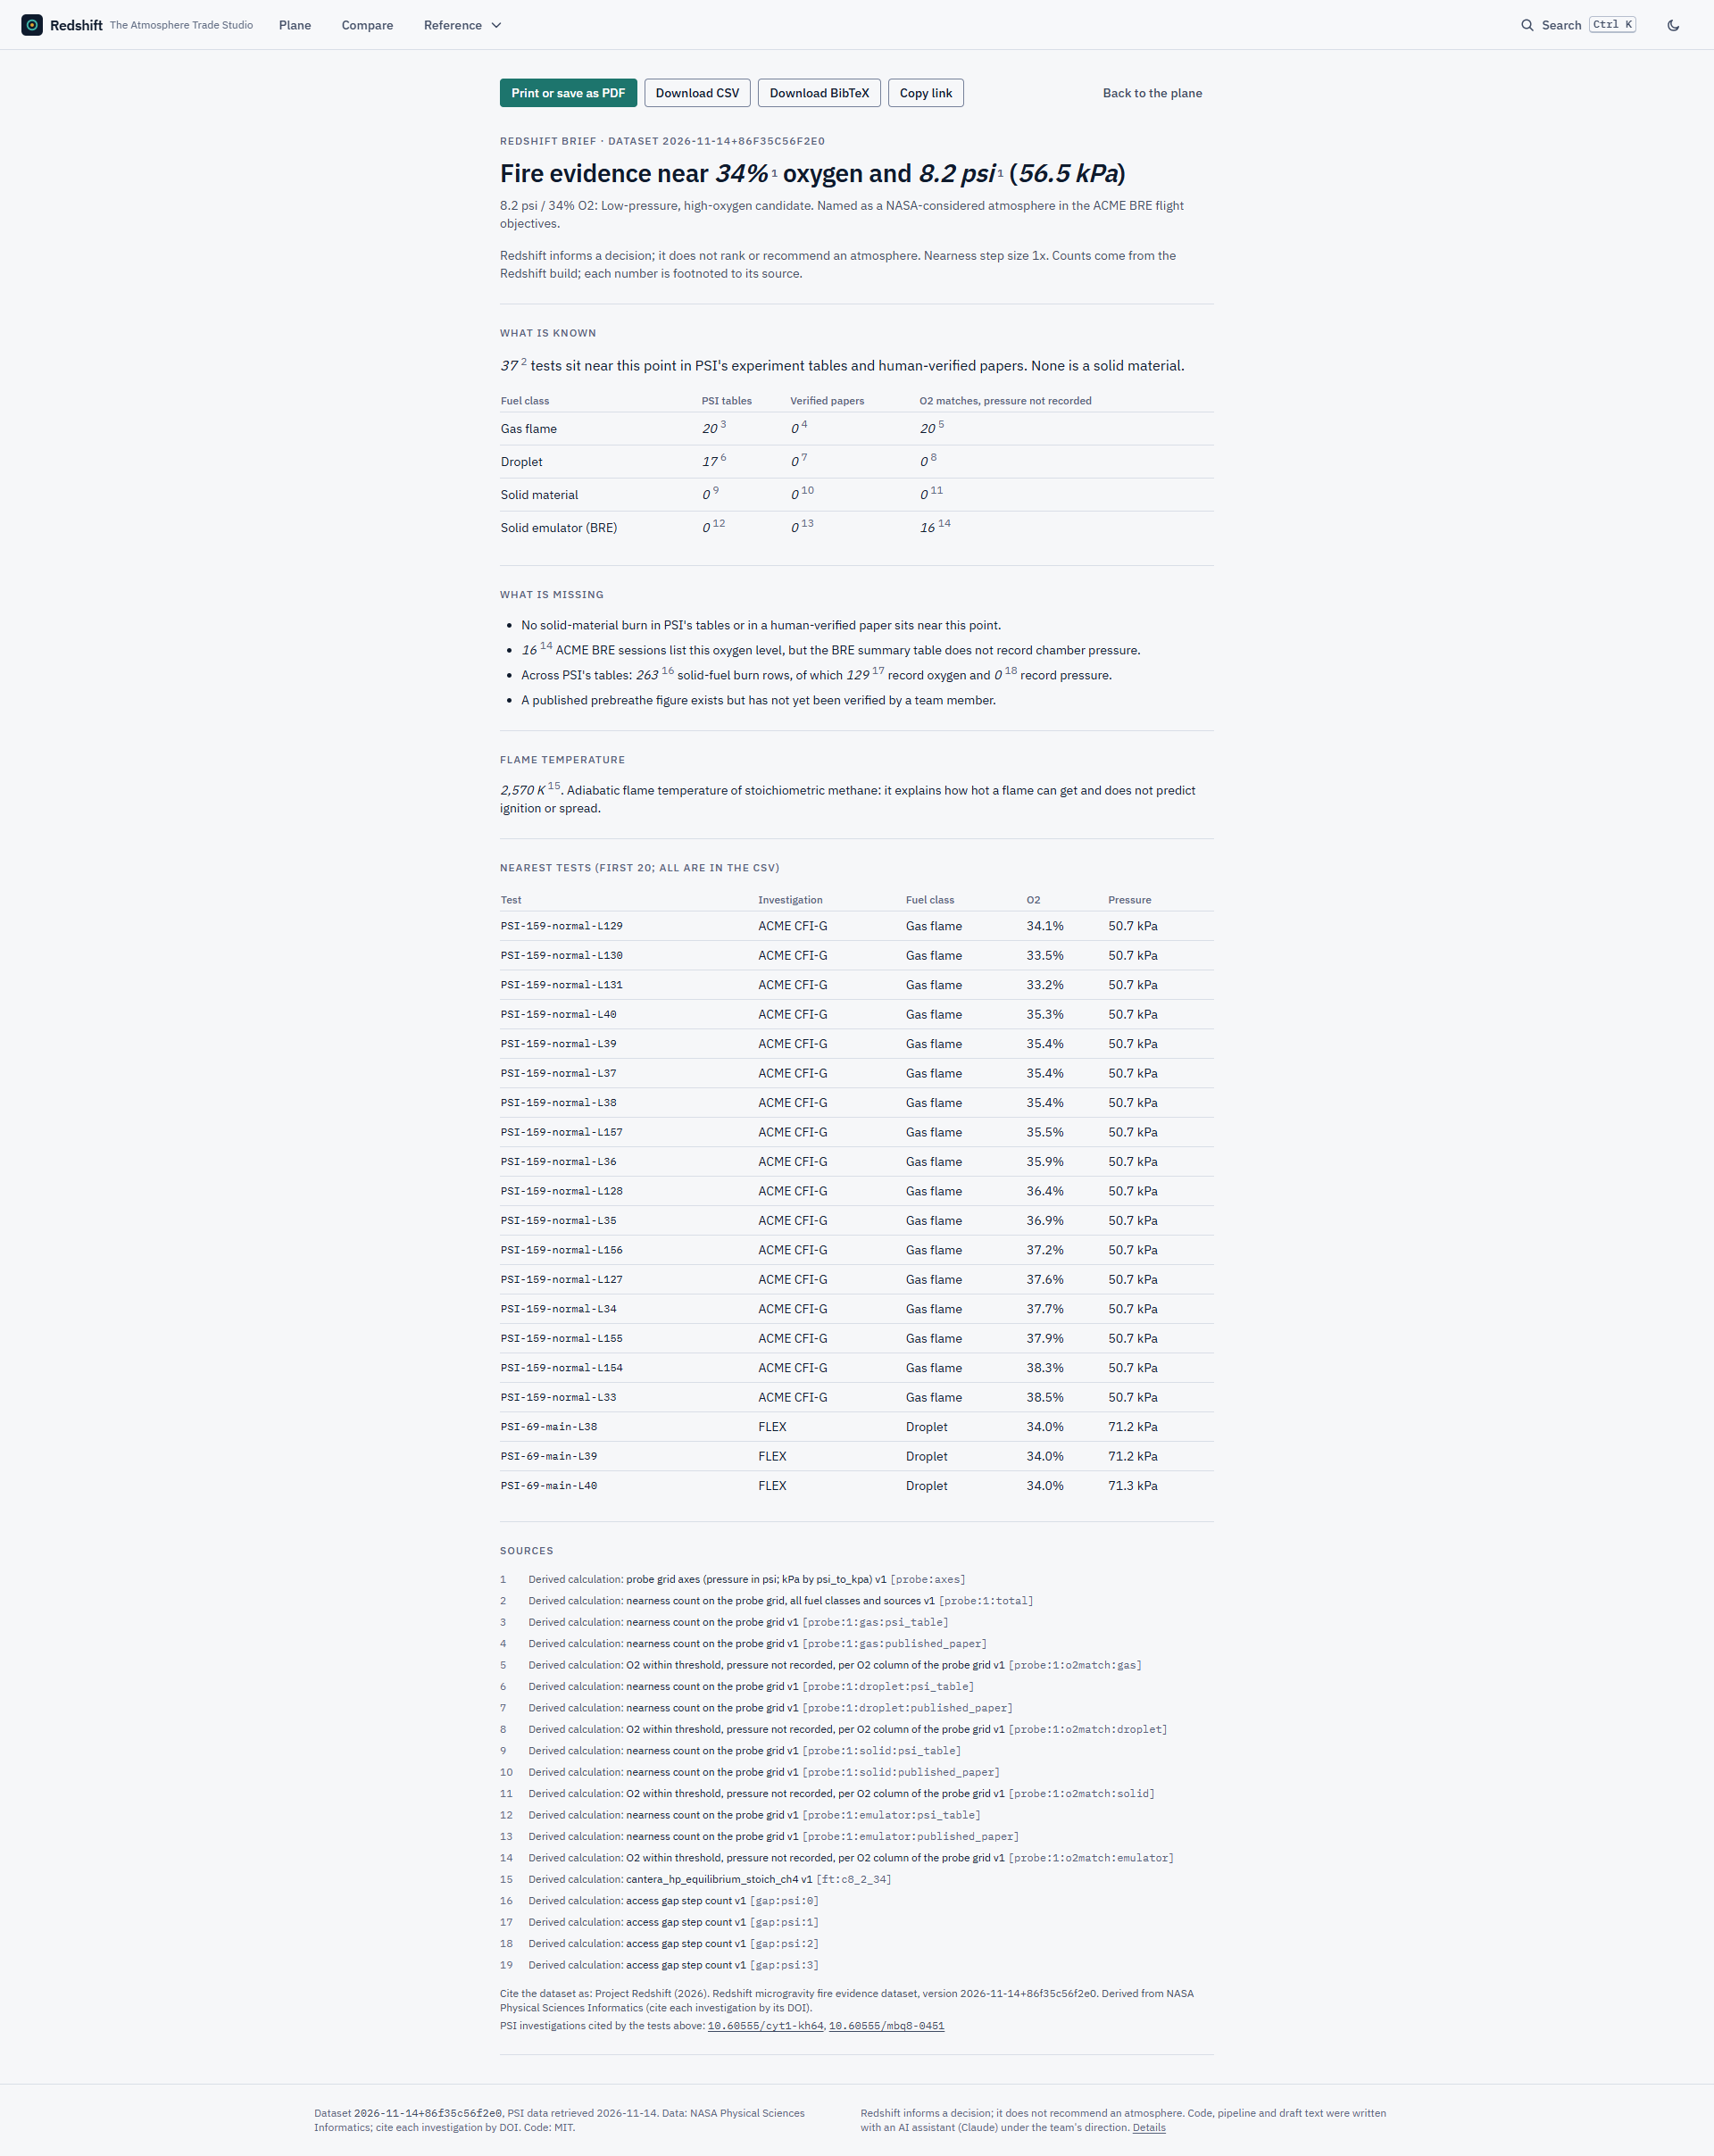 Redshift The Atmosphere Trade Studio Plane Compare Reference Search Ctrl K
Print or save as PDF Download CSV Download BibTeX Copy link Back to the plane
REDSHIFT BRIEF · DATASET 2026-11-14+86F35C56F2E0
Fire evidence near 34% 1 oxygen and 8.2 psi 1 (56.5 kPa)
8.2 psi / 34% O2: Low-pressure, high-oxygen candidate. Named as a NASA-considered atmosphere in the ACME BRE flight
objectives.
Redshift informs a decision; it does not rank or recommend an atmosphere. Nearness step size 1x. Counts come from the
Redshift build; each number is footnoted to its source.
WHAT IS KNOWN
37 2 tests sit near this point in PSI's experiment tables and human-verified papers. None is a solid material.
Fuel class PSI tables Verified papers O2 matches, pressure not recorded
Gas flame 20 3 0 4 20 5
Droplet 17 6 0 7 0 8
Solid material 0 9 0 10 0 11
Solid emulator (BRE) 0 12 0 13 16 14
WHAT IS MISSING
• No solid-material burn in PSI's tables or in a human-verified paper sits near this point.
• 16 14 ACME BRE sessions list this oxygen level, but the BRE summary table does not record chamber pressure.
• Across PSI's tables: 263 16 solid-fuel burn rows, of which 129 17 record oxygen and 0 18 record pressure.
• A published prebreathe figure exists but has not yet been verified by a team member.
FLAME TEMPERATURE
2,570 K 15. Adiabatic flame temperature of stoichiometric methane: it explains how hot a flame can get and does not predict
ignition or spread.
NEAREST TESTS (FIRST 20; ALL ARE IN THE CSV)
Test Investigation Fuel class O2 Pressure
PSI-159-normal-L129 ACME CFI-G Gas flame 34.1% 50.7 kPa
PSI-159-normal-L130 ACME CFI-G Gas flame 33.5% 50.7 kPa
PSI-159-normal-L131 ACME CFI-G Gas flame 33.2% 50.7 kPa
PSI-159-normal-L40 ACME CFI-G Gas flame 35.3% 50.7 kPa
PSI-159-normal-L39 ACME CFI-G Gas flame 35.4% 50.7 kPa
PSI-159-normal-L37 ACME CFI-G Gas flame 35.4% 50.7 kPa
PSI-159-normal-L38 ACME CFI-G Gas flame 35.4% 50.7 kPa
PSI-159-normal-L157 ACME CFI-G Gas flame 35.5% 50.7 kPa
PSI-159-normal-L36 ACME CFI-G Gas flame 35.9% 50.7 kPa
PSI-159-normal-L128 ACME CFI-G Gas flame 36.4% 50.7 kPa
PSI-159-normal-L35 ACME CFI-G Gas flame 36.9% 50.7 kPa
PSI-159-normal-L156 ACME CFI-G Gas flame 37.2% 50.7 kPa
PSI-159-normal-L127 ACME CFI-G Gas flame 37.6% 50.7 kPa
PSI-159-normal-L34 ACME CFI-G Gas flame 37.7% 50.7 kPa
PSI-159-normal-L155 ACME CFI-G Gas flame 37.9% 50.7 kPa
PSI-159-normal-L154 ACME CFI-G Gas flame 38.3% 50.7 kPa
PSI-159-normal-L33 ACME CFI-G Gas flame 38.5% 50.7 kPa
PSI-69-main-L38 FLEX Droplet 34.0% 71.2 kPa
PSI-69-main-L39 FLEX Droplet 34.0% 71.2 kPa
PSI-69-main-L40 FLEX Droplet 34.0% 71.3 kPa
SOURCES
1 Derived calculation: probe grid axes (pressure in psi; kPa by psi_to_kpa) v1 [probe:axes]
2 Derived calculation: nearness count on the probe grid, all fuel classes and sources v1 [probe:1:total]
3 Derived calculation: nearness count on the probe grid v1 [probe:1:gas:psi_table]
4 Derived calculation: nearness count on the probe grid v1 [probe:1:gas:published_paper]
5 Derived calculation: O2 within threshold, pressure not recorded, per O2 column of the probe grid v1 [probe:1:o2match:gas]
6 Derived calculation: nearness count on the probe grid v1 [probe:1:droplet:psi_table]
7 Derived calculation: nearness count on the probe grid v1 [probe:1:droplet:published_paper]
8 Derived calculation: O2 within threshold, pressure not recorded, per O2 column of the probe grid v1 [probe:1:o2match:droplet]
9 Derived calculation: nearness count on the probe grid v1 [probe:1:solid:psi_table]
10 Derived calculation: nearness count on the probe grid v1 [probe:1:solid:published_paper]
11 Derived calculation: O2 within threshold, pressure not recorded, per O2 column of the probe grid v1 [probe:1:o2match:solid]
12 Derived calculation: nearness count on the probe grid v1 [probe:1:emulator:psi_table]
13 Derived calculation: nearness count on the probe grid v1 [probe:1:emulator:published_paper]
14 Derived calculation: O2 within threshold, pressure not recorded, per O2 column of the probe grid v1 [probe:1:o2match:emulator]
15 Derived calculation: cantera_hp_equilibrium_stoich_ch4 v1 [ft:c8_2_34]
16 Derived calculation: access gap step count v1 [gap:psi:0]
17 Derived calculation: access gap step count v1 [gap:psi:1]
18 Derived calculation: access gap step count v1 [gap:psi:2]
19 Derived calculation: access gap step count v1 [gap:psi:3]
Cite the dataset as: Project Redshift (2026). Redshift microgravity fire evidence dataset, version 2026-11-14+86f35c56f2e0. Derived from NASA
Physical Sciences Informatics (cite each investigation by its DOI).
PSI investigations cited by the tests above: 10.60555/cyt1-kh64, 10.60555/mbq8-0451
Dataset 2026-11-14+86f35c56f2e0, PSI data retrieved 2026-11-14. Data: NASA Physical Sciences
Informatics; cite each investigation by DOI. Code: MIT.
Redshift informs a decision; it does not recommend an atmosphere. Code, pipeline and draft text were written
with an AI assistant (Claude) under the team's direction. Details